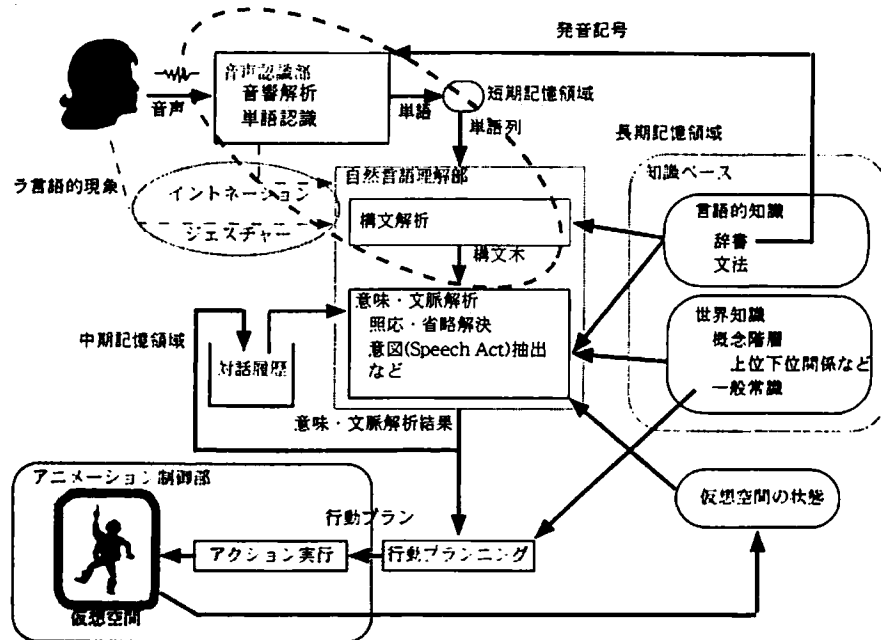 発音記号
音声認識部
音響解析
単語認識
音声
単語
短期記憶領域
単語列
長期記憶領域
知識ベース
ラ言語的現象
イントネーション
ジェスチャー
自然言語理解部
構文解析
構文木
言語的知識
辞書
文法
意味・文脈解析
照応・省略解決
意図(Speech Act)抽出
など
世界知識
概念階層
上位下位関係など
一般常識
中期記憶領域
対話履歴
意味・文脈解析結果
アニメーション制御部
仮想空間の状態
行動プラン
アクション実行
行動プランニング
仮想空間